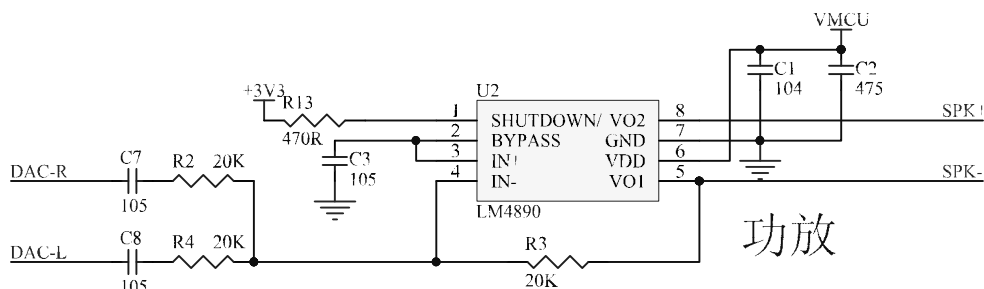 VMCU
C1
104
C2
475
U2
+3V3
R13
470R
1 SHUTDOWN/ VO2 8 SPK+
2 BYPASS GND 7
3 IN+ VDD 6
4 IN- VO1 5 SPK-
LM4890
C3
105
DAC-R C7 R2 20K
105
DAC-L C8 R4 20K
105
R3
20K
功放